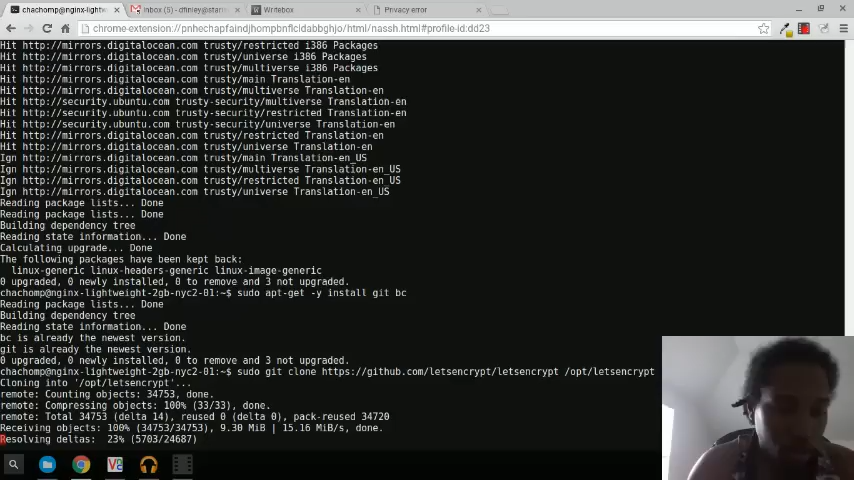 chachomp@nginx-lightwe
Inbox (5) - dfinley@starr
Writebox
Privacy error
chrome-extension://pnhechapfaindjhompbnflcldabbghjo/html/nassh.html#profile-id:dd23
Hit http://mirrors.digitalocean.com trusty/restricted i386 Packages
Hit http://mirrors.digitalocean.com trusty/universe i386 Packages
Hit http://mirrors.digitalocean.com trusty/multiverse i386 Packages
Hit http://mirrors.digitalocean.com trusty/main Translation-en
Hit http://mirrors.digitalocean.com trusty/multiverse Translation-en
Hit http://security.ubuntu.com trusty-security/multiverse Translation-en
Hit http://security.ubuntu.com trusty-security/restricted Translation-en
Hit http://security.ubuntu.com trusty-security/universe Translation-en
Hit http://mirrors.digitalocean.com trusty/restricted Translation-en
Hit http://mirrors.digitalocean.com trusty/universe Translation-en
Ign http://mirrors.digitalocean.com trusty/main Translation-en_US
Ign http://mirrors.digitalocean.com trusty/multiverse Translation-en_US
Ign http://mirrors.digitalocean.com trusty/restricted Translation-en_US
Ign http://mirrors.digitalocean.com trusty/universe Translation-en_US
Reading package lists... Done
Reading package lists... Done
Building dependency tree
Reading state information... Done
Calculating upgrade... Done
The following packages have been kept back:
linux-generic linux-headers-generic linux-image-generic
0 upgraded, 0 newly installed, 0 to remove and 3 not upgraded.
chachomp@nginx-lightweight-2gb-nyc2-01:~$ sudo apt-get -y install git bc
Reading package lists... Done
Building dependency tree
Reading state information... Done
bc is already the newest version.
git is already the newest version.
0 upgraded, 0 newly installed, 0 to remove and 3 not upgraded.
chachomp@nginx-lightweight-2gb-nyc2-01:~$ sudo git clone https://github.com/letsencrypt/letsencrypt /opt/letsencrypt
Cloning into '/opt/letsencrypt'...
remote: Counting objects: 34753, done.
remote: Compressing objects: 100% (33/33), done.
remote: Total 34753 (delta 14), reused 0 (delta 0), pack-reused 34720
Receiving objects: 100% (34753/34753), 9.30 MiB | 15.16 MiB/s, done.
Resolving deltas: 23% (5703/24687)